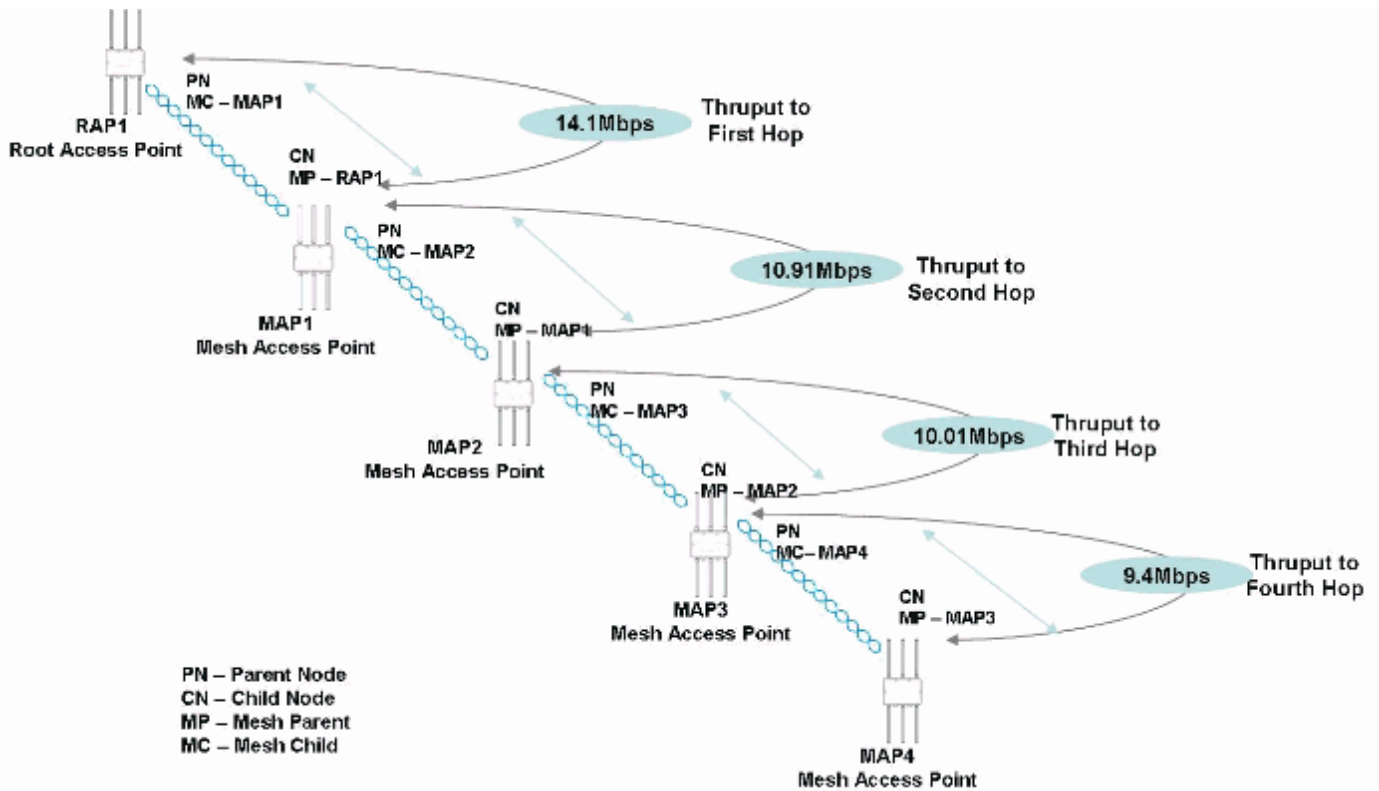 PN
MC – MAP1
RAP1
Root Access Point
14.1Mbps
Thruput to
First Hop
CN
MP – RAP1
PN
MC – MAP2
MAP1
Mesh Access Point
10.91Mbps
Thruput to
Second Hop
CN
MP – MAP1
PN
MC – MAP3
MAP2
Mesh Access Point
10.01Mbps
Thruput to
Third Hop
CN
MP – MAP2
PN
MC– MAP4
MAP3
Mesh Access Point
9.4Mbps
Thruput to
Fourth Hop
CN
MP – MAP3
MAP4
Mesh Access Point
PN – Parent Node
CN – Child Node
MP – Mesh Parent
MC – Mesh Child